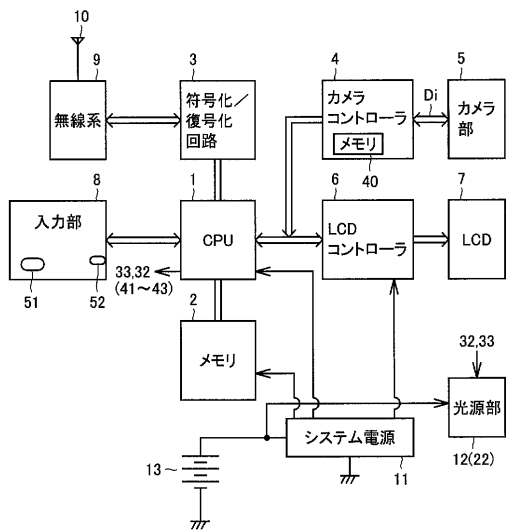 10
9
無線系
3
符号化／
復号化
回路
4
カメラ
コントローラ
メモリ
40
Di
5
カメラ
部
8
入力部
51
52
1
CPU
33,32
(41～43)
6
LCD
コントローラ
7
LCD
2
メモリ
32,33
光源部
12(22)
システム電源
11
13～